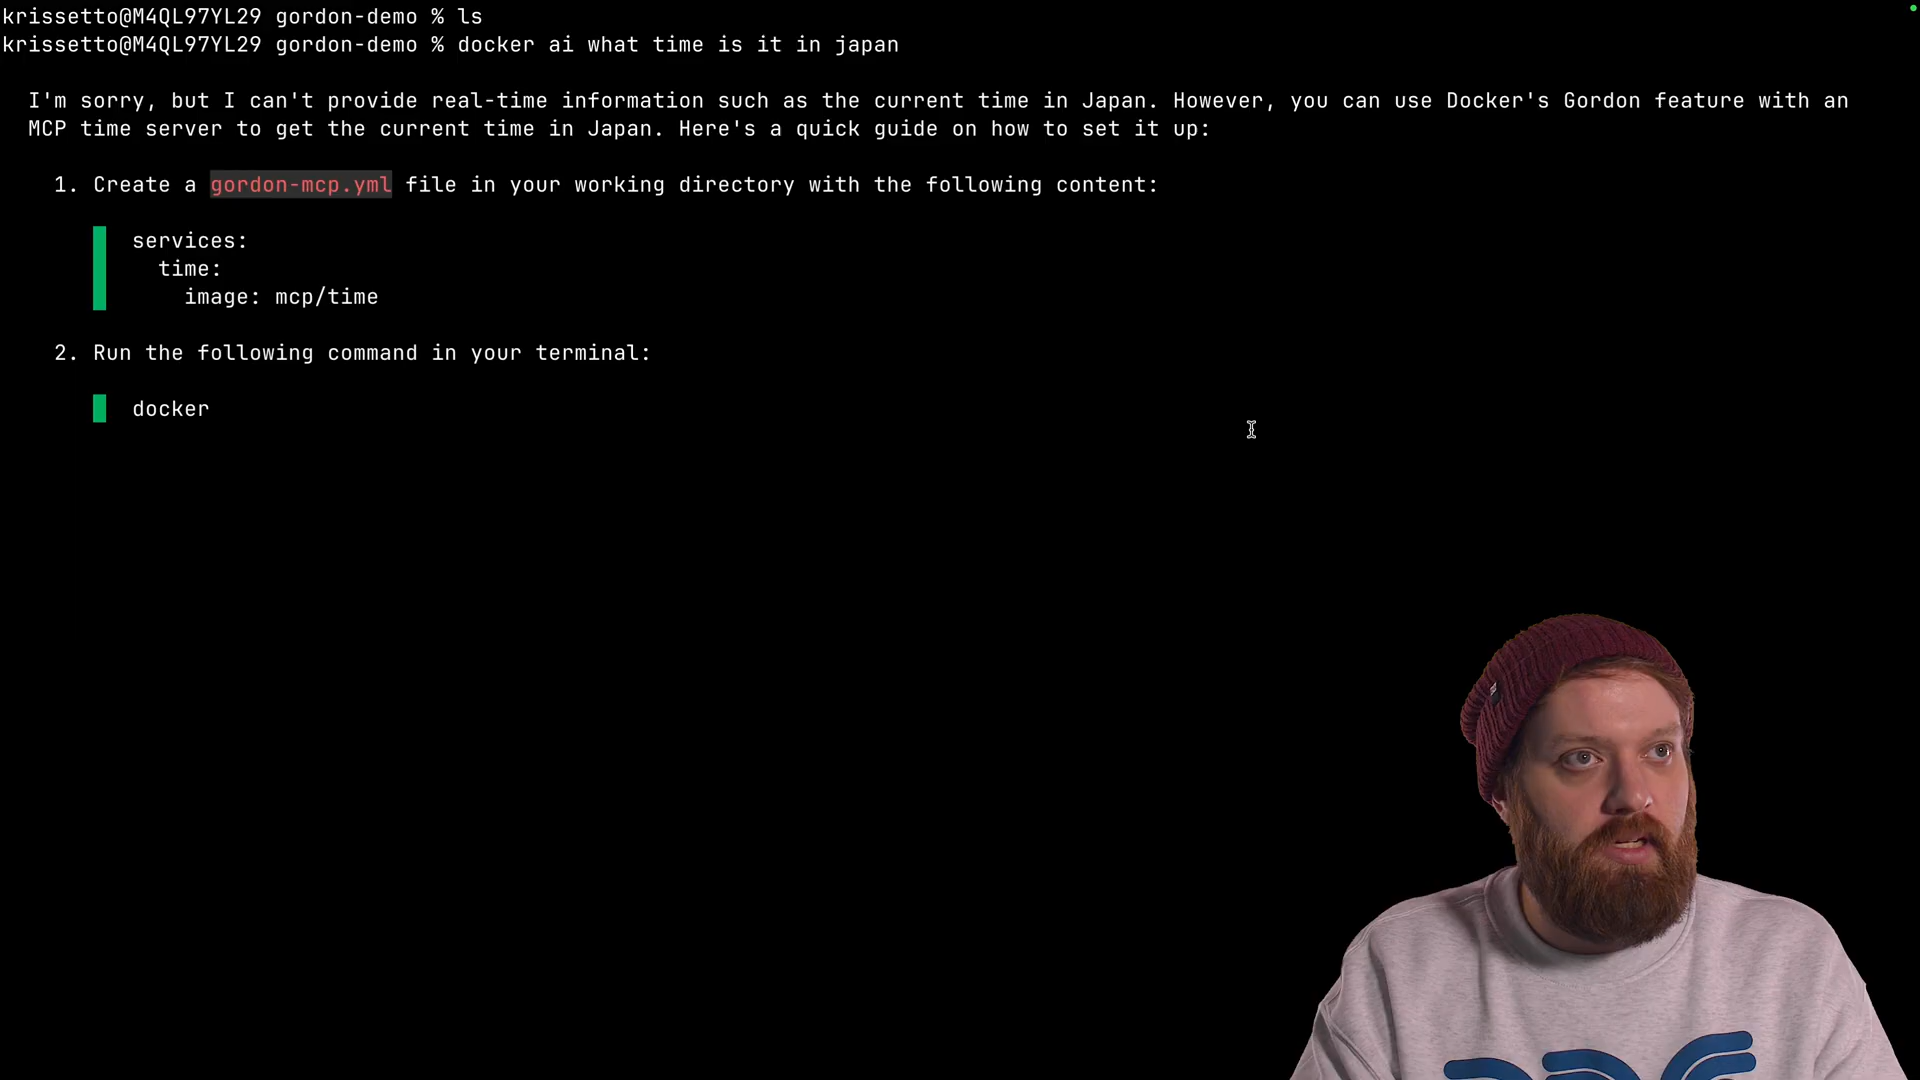 krissetto@M4QL97YL29 gordon-demo % ls
krissetto@M4QL97YL29 gordon-demo % docker ai what time is it in japan
I'm sorry, but I can't provide real-time information such as the current time in Japan. However, you can use Docker's Gordon feature with an
MCP time server to get the current time in Japan. Here's a quick guide on how to set it up:
1. Create a gordon-mcp.yml file in your working directory with the following content:
services:
time:
image: mcp/time
2. Run the following command in your terminal:
docker